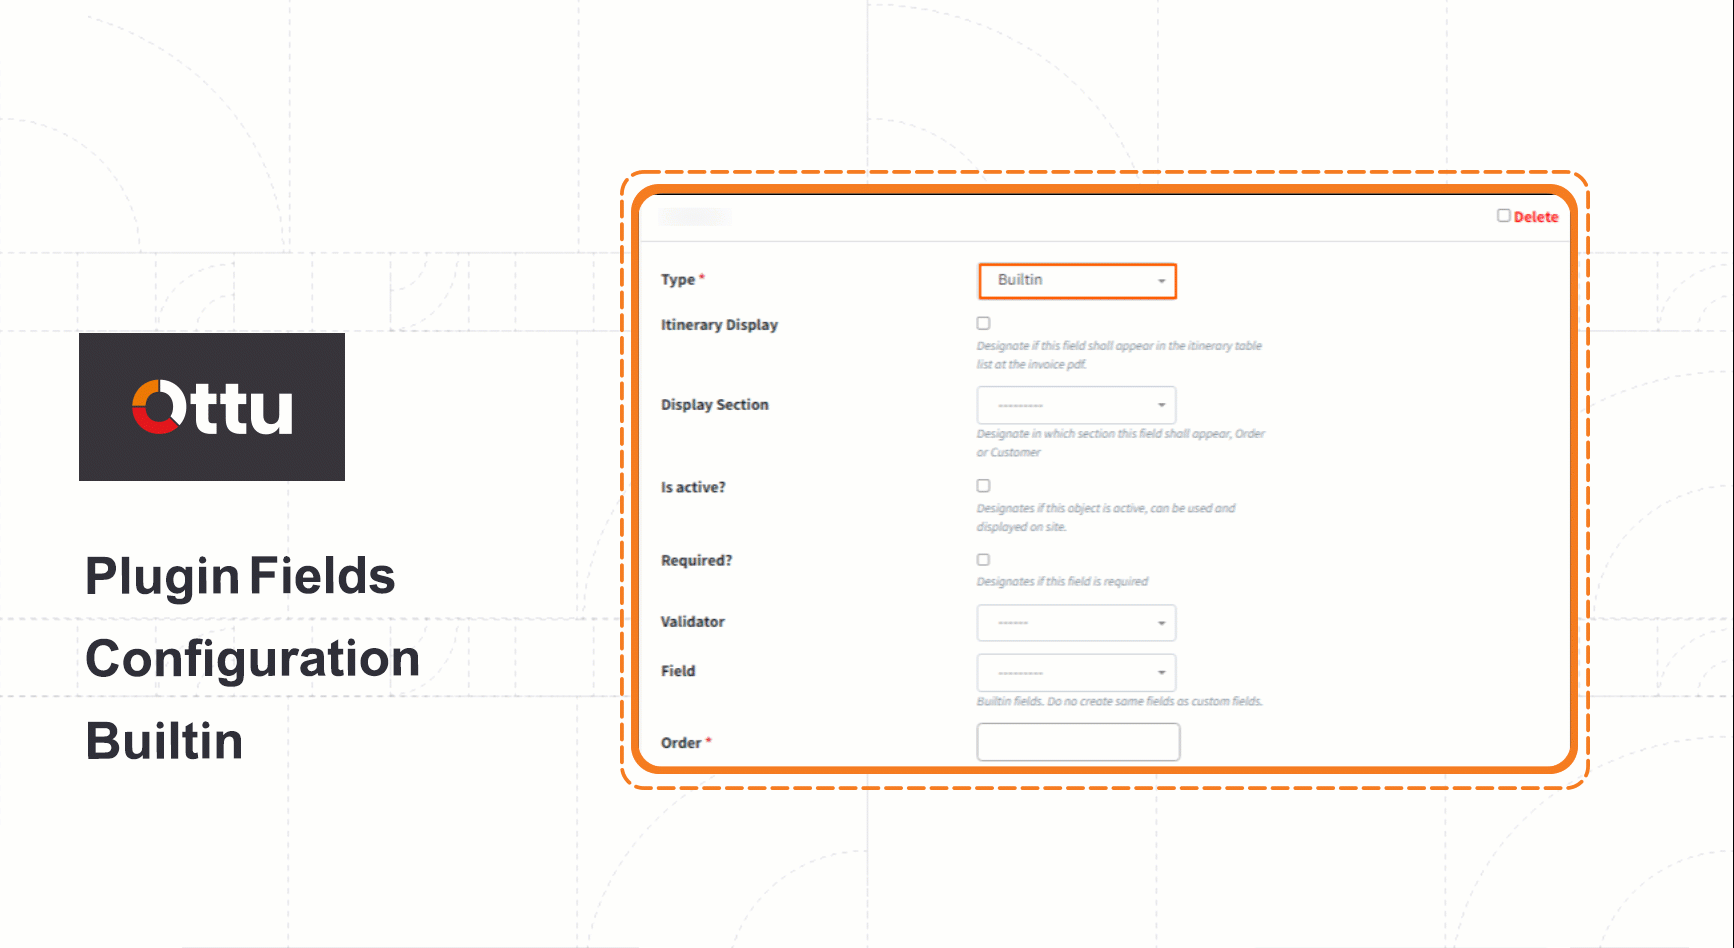 Ottu
Plugin Fields
Configuration
Builtin
Delete
Type *
Builtin
Itinerary Display
Designate if this field shall appear in the itinerary table
list at the invoice pdf.
Display Section
---------
Designate in which section this field shall appear, Order
or Customer
Is active?
Designates if this object is active, can be used and
displayed on site.
Required?
Designates if this field is required
Validator
------
Field
---------
Builtin fields. Do no create same fields as custom fields.
Order *